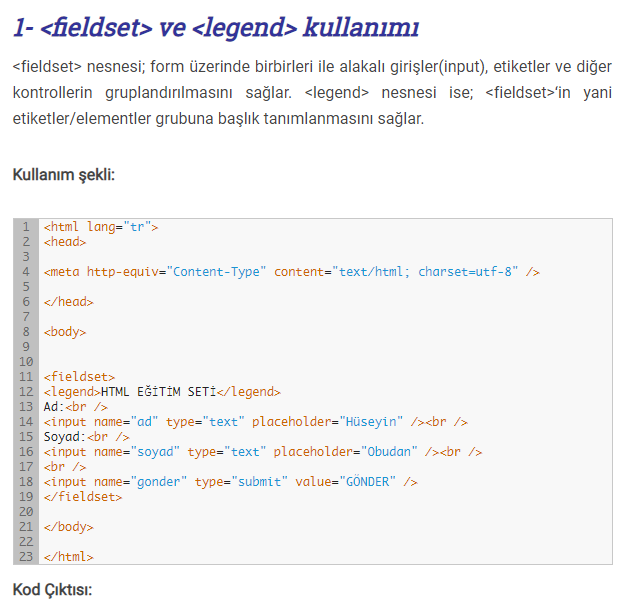 1- <fieldset> ve <legend> kullanımı
<fieldset> nesnesi; form üzerinde birbirleri ile alakalı girişler(input), etiketler ve diğer
kontrollerin gruplandırılmasını sağlar. <legend> nesnesi ise; <fieldset>‘in yani
etiketler/elementler grubuna başlık tanımlanmasını sağlar.
Kullanım şekli:
1 <html lang="tr">
2 <head>
3
4 <meta http-equiv="Content-Type" content="text/html; charset=utf-8" />
5
6 </head>
7
8 <body>
9
10
11 <fieldset>
12 <legend>HTML EĞİTİM SETİ</legend>
13 Ad:<br />
14 <input name="ad" type="text" placeholder="Hüseyin" /><br />
15 Soyad:<br />
16 <input name="soyad" type="text" placeholder="Obudan" /><br />
17 <br />
18 <input name="gonder" type="submit" value="GÖNDER" />
19 </fieldset>
20
21 </body>
22
23 </html>
Kod Çıktısı: